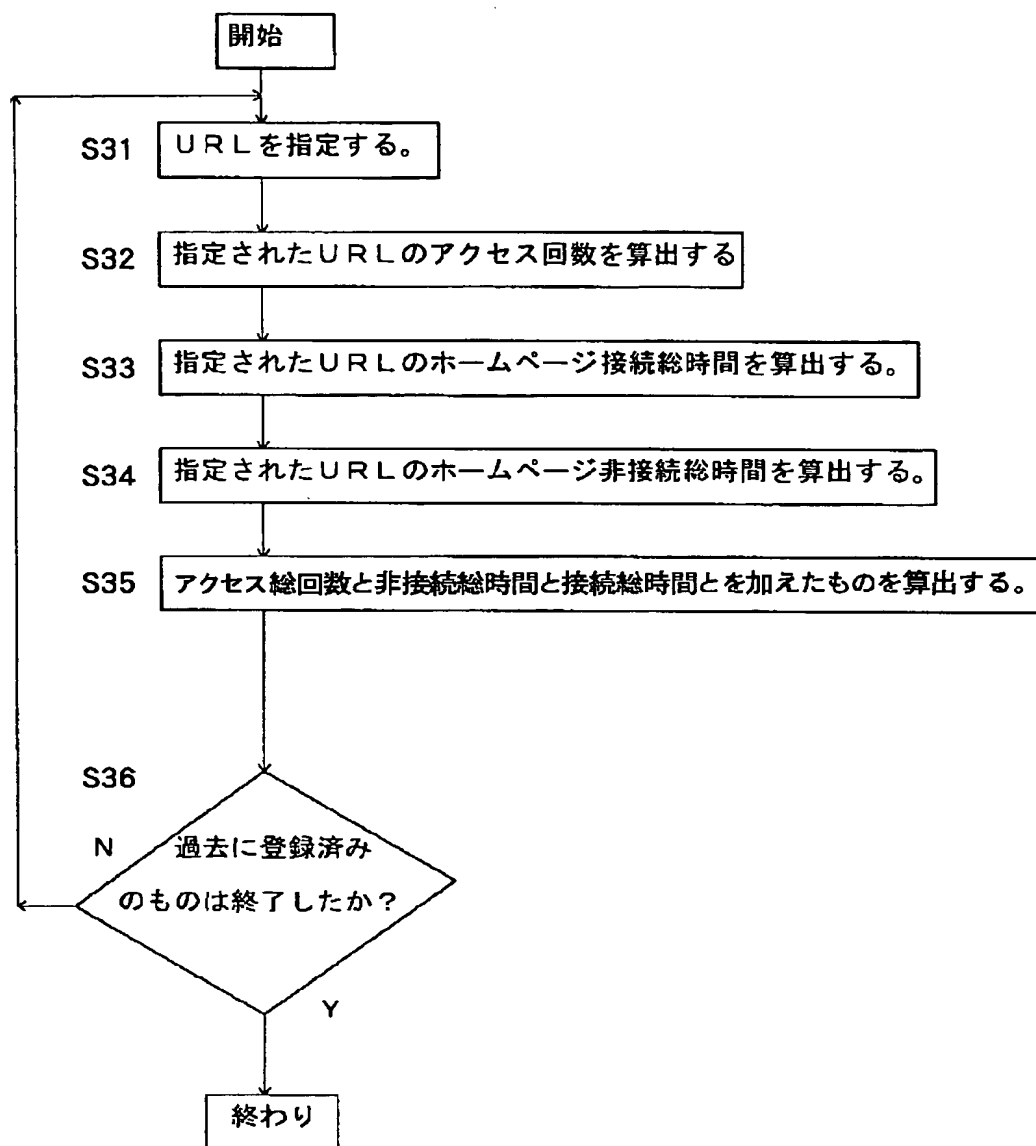 開始
S31 URLを指定する。
S32 指定されたURLのアクセス回数を算出する
S33 指定されたURLのホームページ接続総時間を算出する。
S34 指定されたURLのホームページ非接続総時間を算出する。
S35 アクセス総回数と非接続総時間と接続総時間とを加えたものを算出する。
S36
N 過去に登録済み
のものは終了したか？
Y
終わり